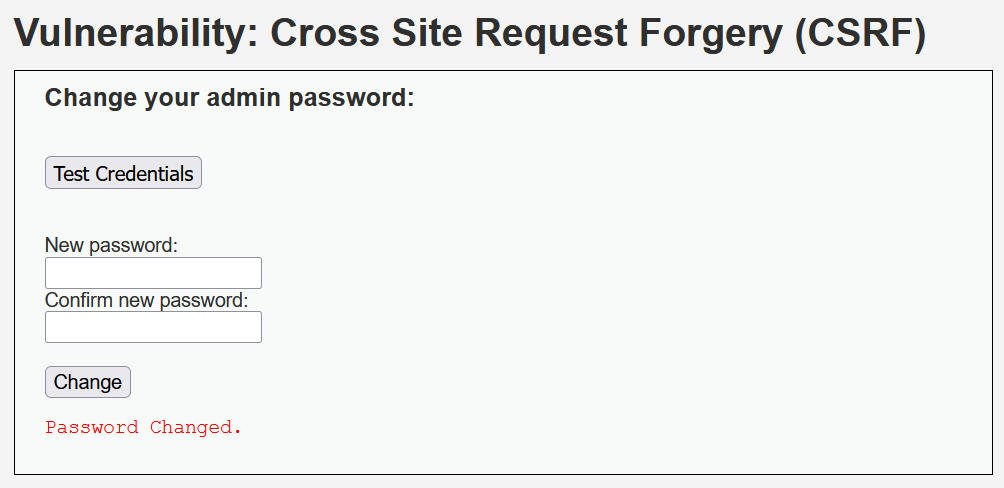 Vulnerability: Cross Site Request Forgery (CSRF)
Change your admin password:
Test Credentials
New password:
Confirm new password:
Change
Password Changed.